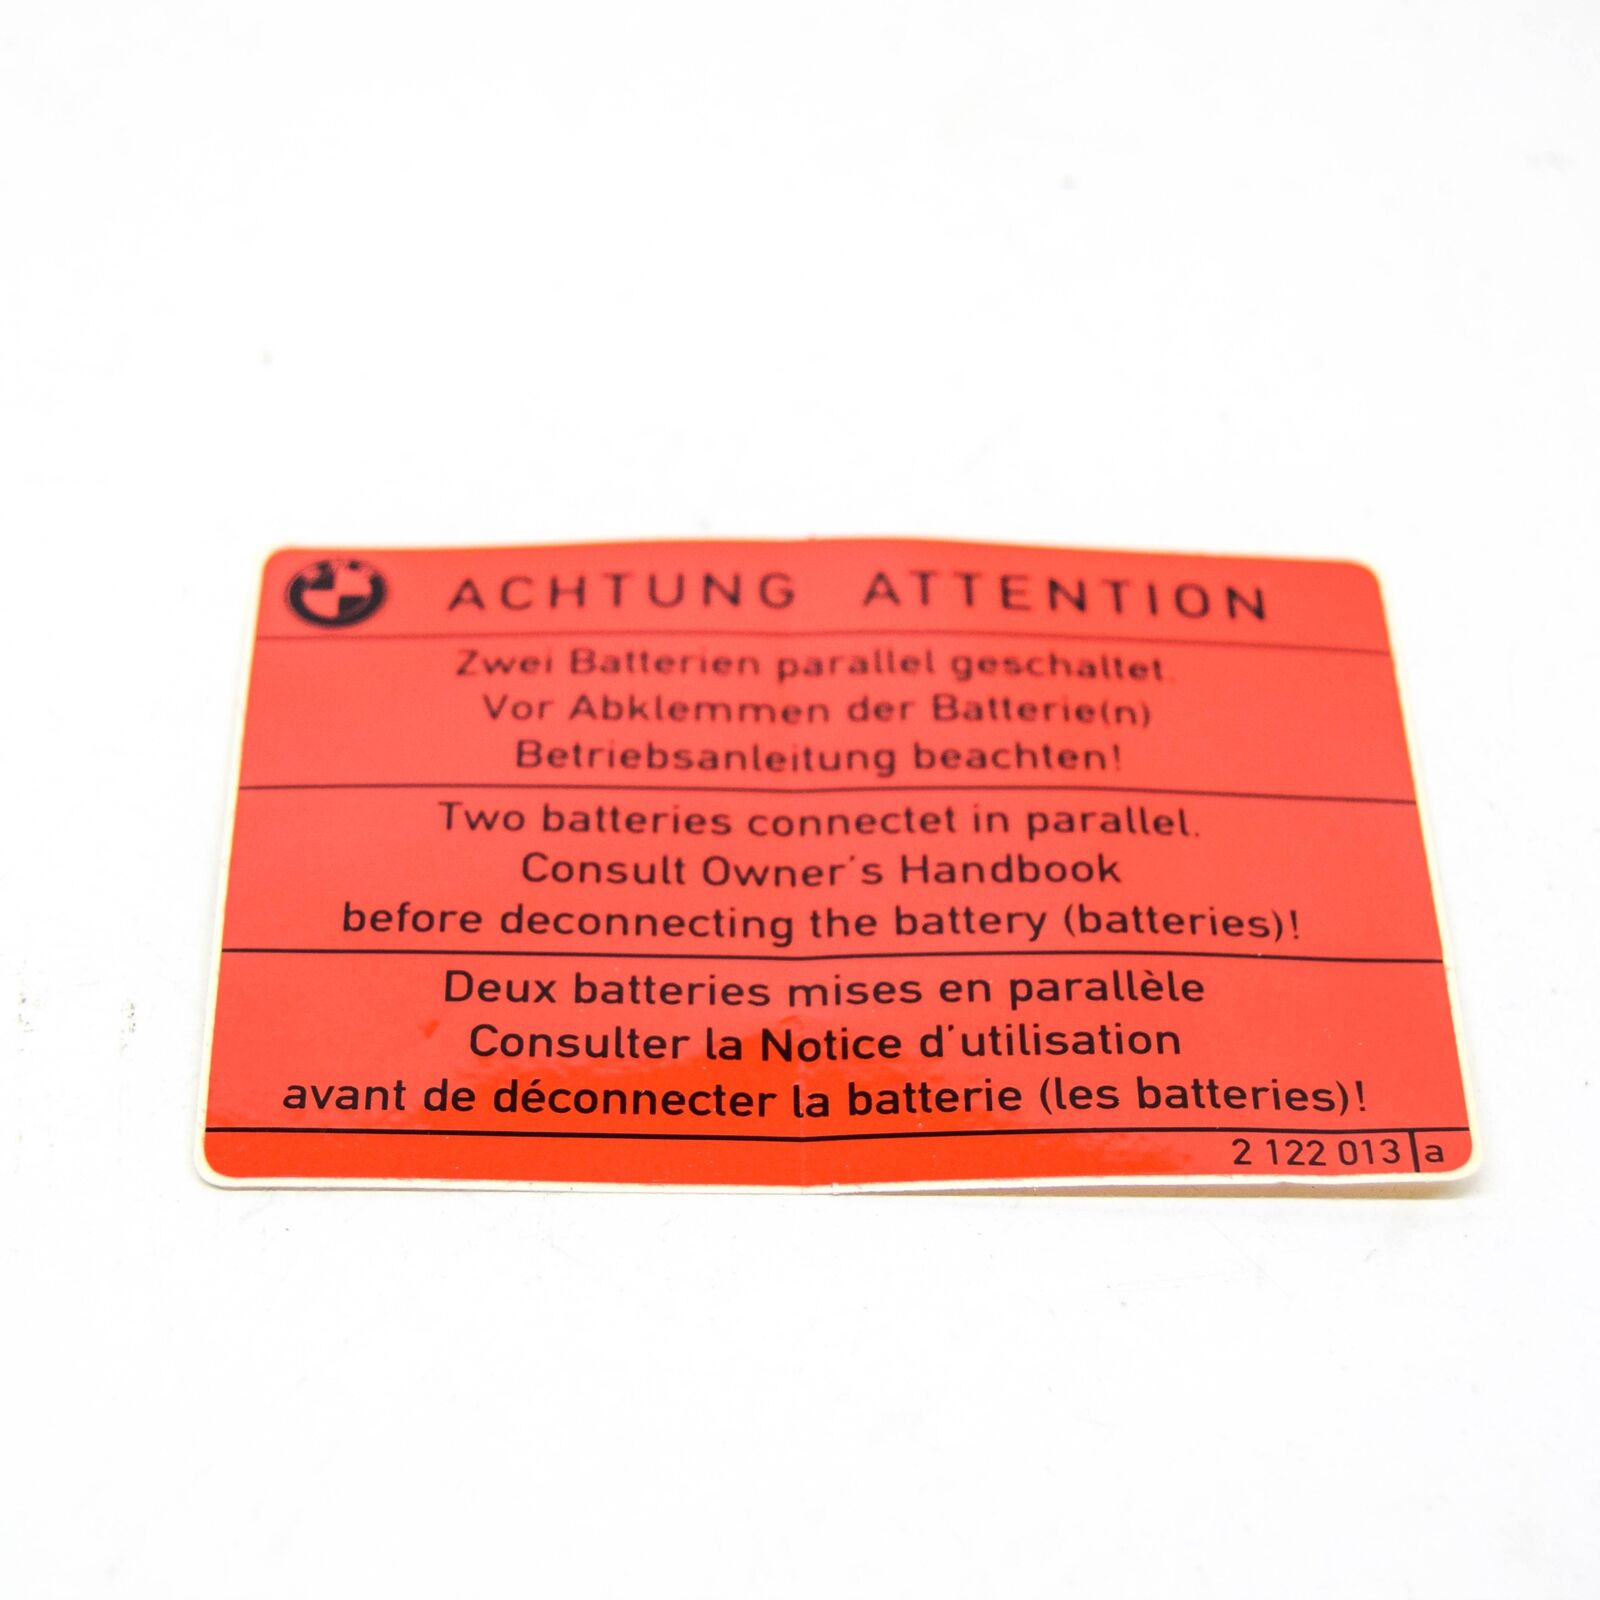 ACHTUNG ATTENTION
Zwei Batterien parallel geschaltet.
Vor Abklemmen der Batterie(n)
Betriebsanleitung beachten!
Two batteries connectet in parallel.
Consult Owner's Handbook
before deconnecting the battery (batteries)!
Deux batteries mises en parallèle
Consulter la Notice d'utilisation
avant de déconnecter la batterie (les batteries)!
2 122 013 a